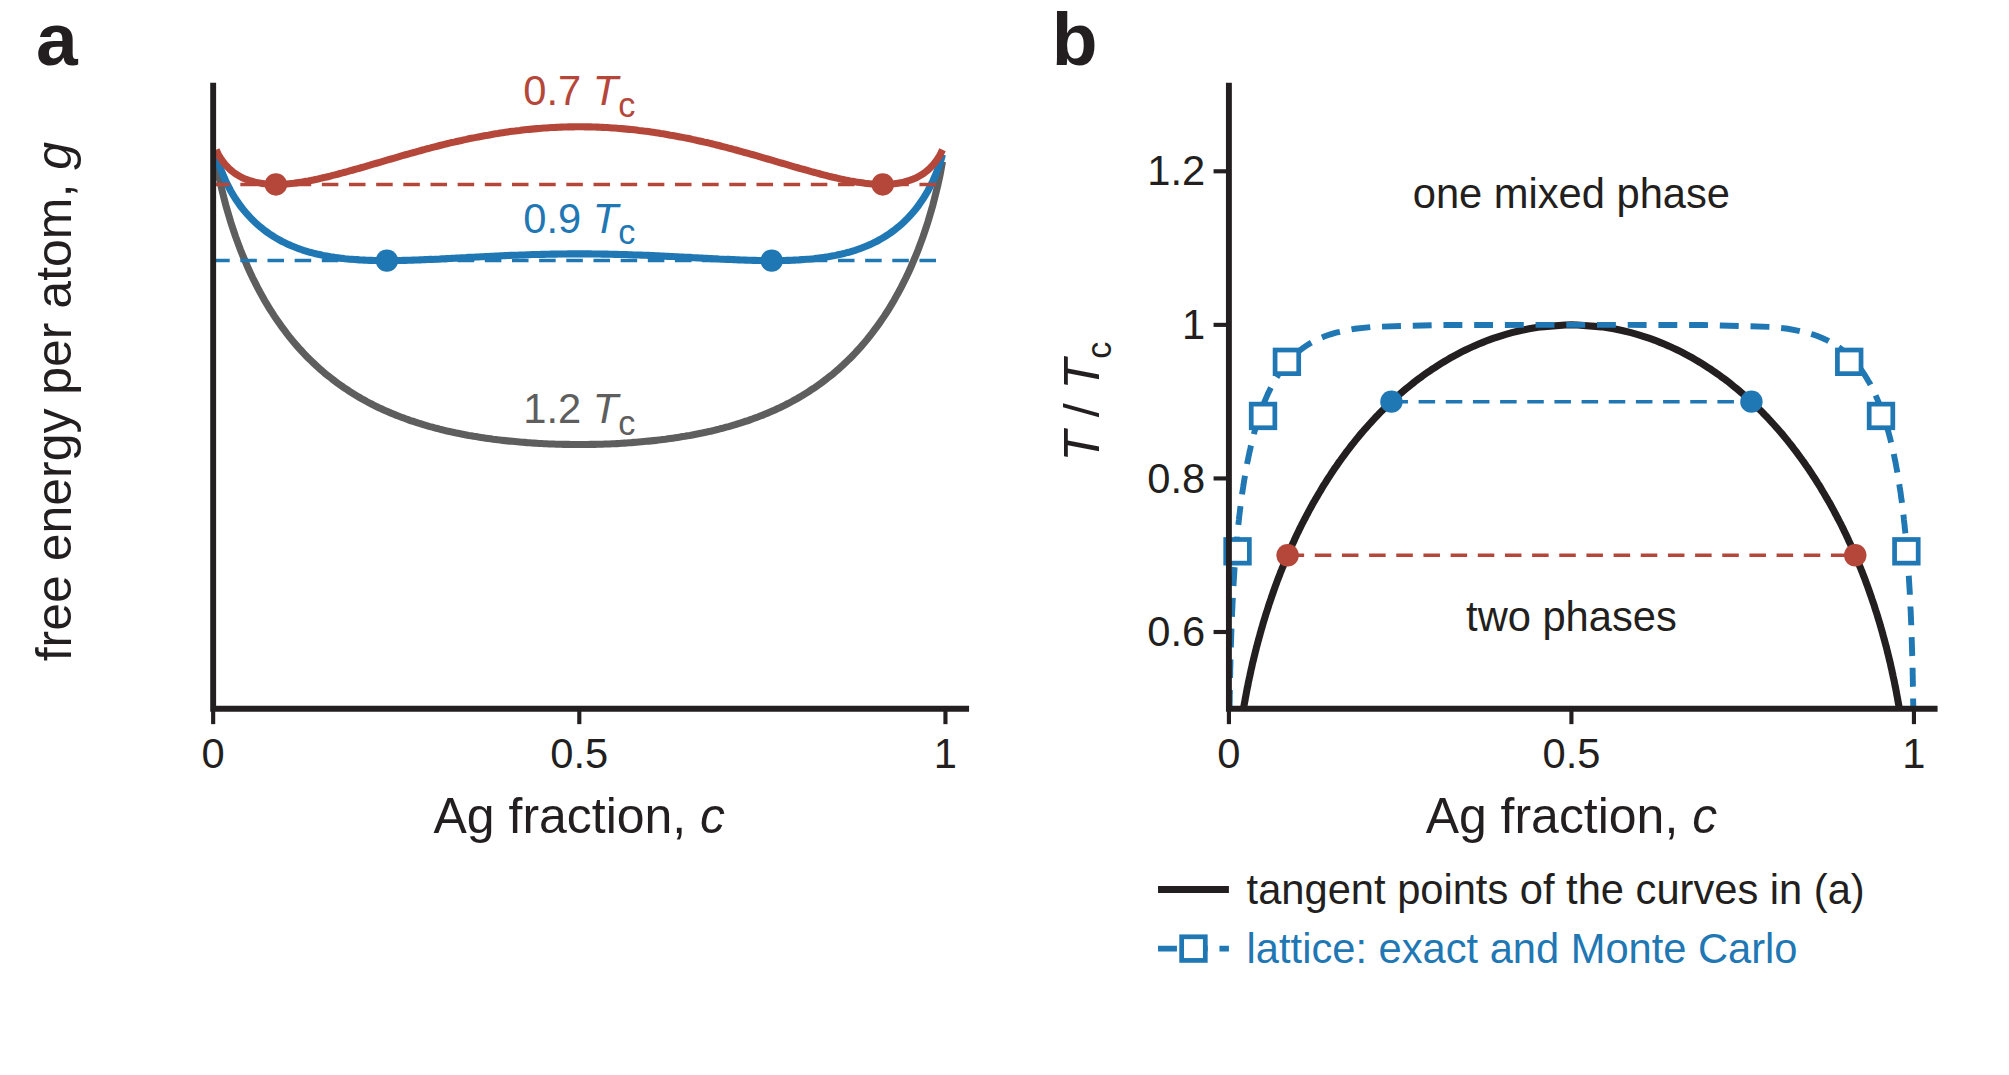 a
0.7 Tc
0.9 Tc
1.2 Tc
free energy per atom, g
0 0.5 1
Ag fraction, c
b
1.2
1
0.8
0.6
T / Tc
one mixed phase
two phases
0 0.5 1
Ag fraction, c
tangent points of the curves in (a)
lattice: exact and Monte Carlo